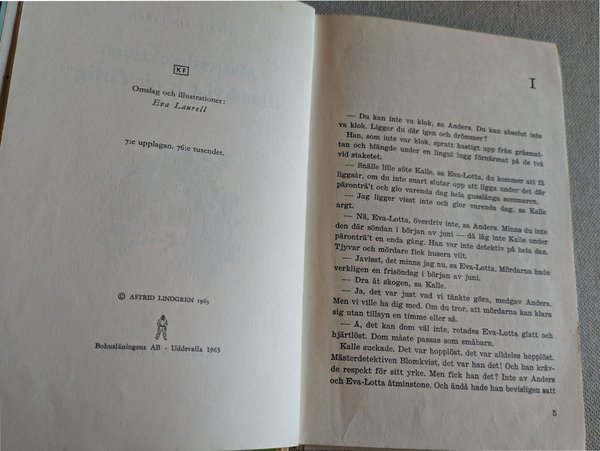 KF
Omslag och illustrationer:
Eva Laurell
7:e upplagan. 76:e tusendet.
© ASTRID LINDGREN 1963
Bohusläningens AB - Uddevalla 1963
I
— Du kan inte va klok, sa Anders. Du kan absolut inte
va klok. Ligger du där igen och drömmer?
Han, som inte var klok, spratt hastigt upp från gräsmat-
tan och blängde under en lingul lugg förnärmat på de två
vid staketet.
— Snälle lille söte Kalle, sa Eva-Lotta, du kommer att få
liggsår, om du inte snart slutar opp att ligga under det där
päronträ't och glo varenda dag hela gusslånga sommaren.
— Jag ligger visst inte och glor varenda dag, sa Kalle
argt.
— Nä, Eva-Lotta, överdriv inte, sa Anders. Minns du inte
den där söndan i början av juni — då låg inte Kalle under
päronträ't en enda gång. Han var inte detektiv på hela dan.
Tjyvar och mördare fick husera vilt.
— Javisst, det minns jag nu, sa Eva-Lotta. Mördarna hade
verkligen en frisöndag i början av juni.
— Dra åt skogen, sa Kalle.
— Ja, det var just vad vi tänkte göra, medgav Anders.
Men vi ville ha dig med. Om du tror, att mördarna kan klara
sig utan tillsyn en timme eller så.
— Å, det kan dom väl inte, retades Eva-Lotta glatt och
hjärtlöst. Dom måste passas som småbarn.
Kalle suckade. Det var hopplöst, det var alldeles hopplöst.
Mästerdetektiven Blomkvist, det var han det! Och han kräv-
de respekt för sitt yrke. Men fick han det? Inte av Anders
och Eva-Lotta åtminstone. Och ändå hade han bevisligen satt
5